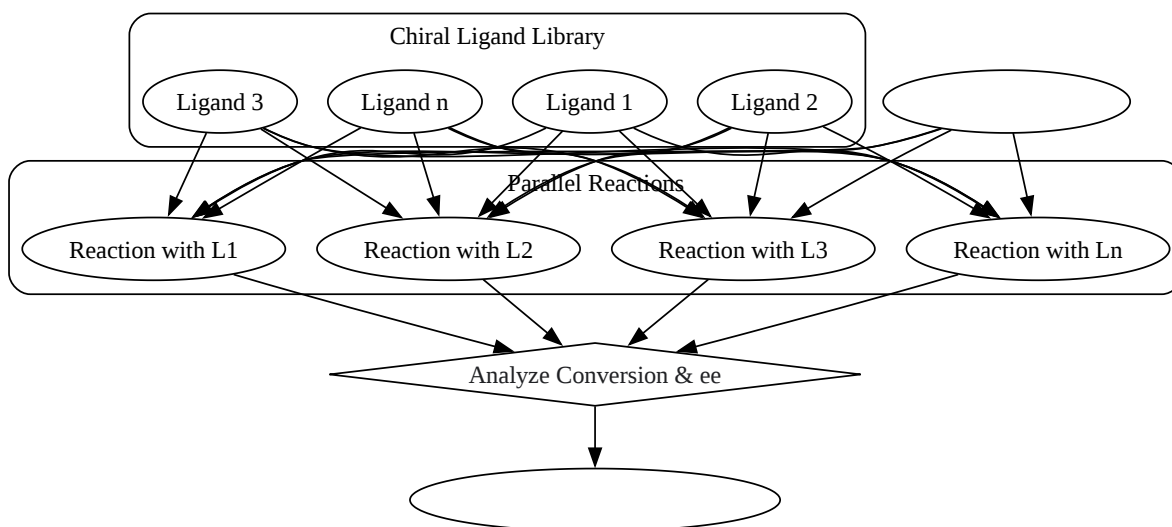 Chiral Ligand Library
Ligand 3
Ligand n
Ligand 1
Ligand 2
Parallel Reactions
Reaction with L1
Reaction with L2
Reaction with L3
Reaction with Ln
Analyze Conversion & ee